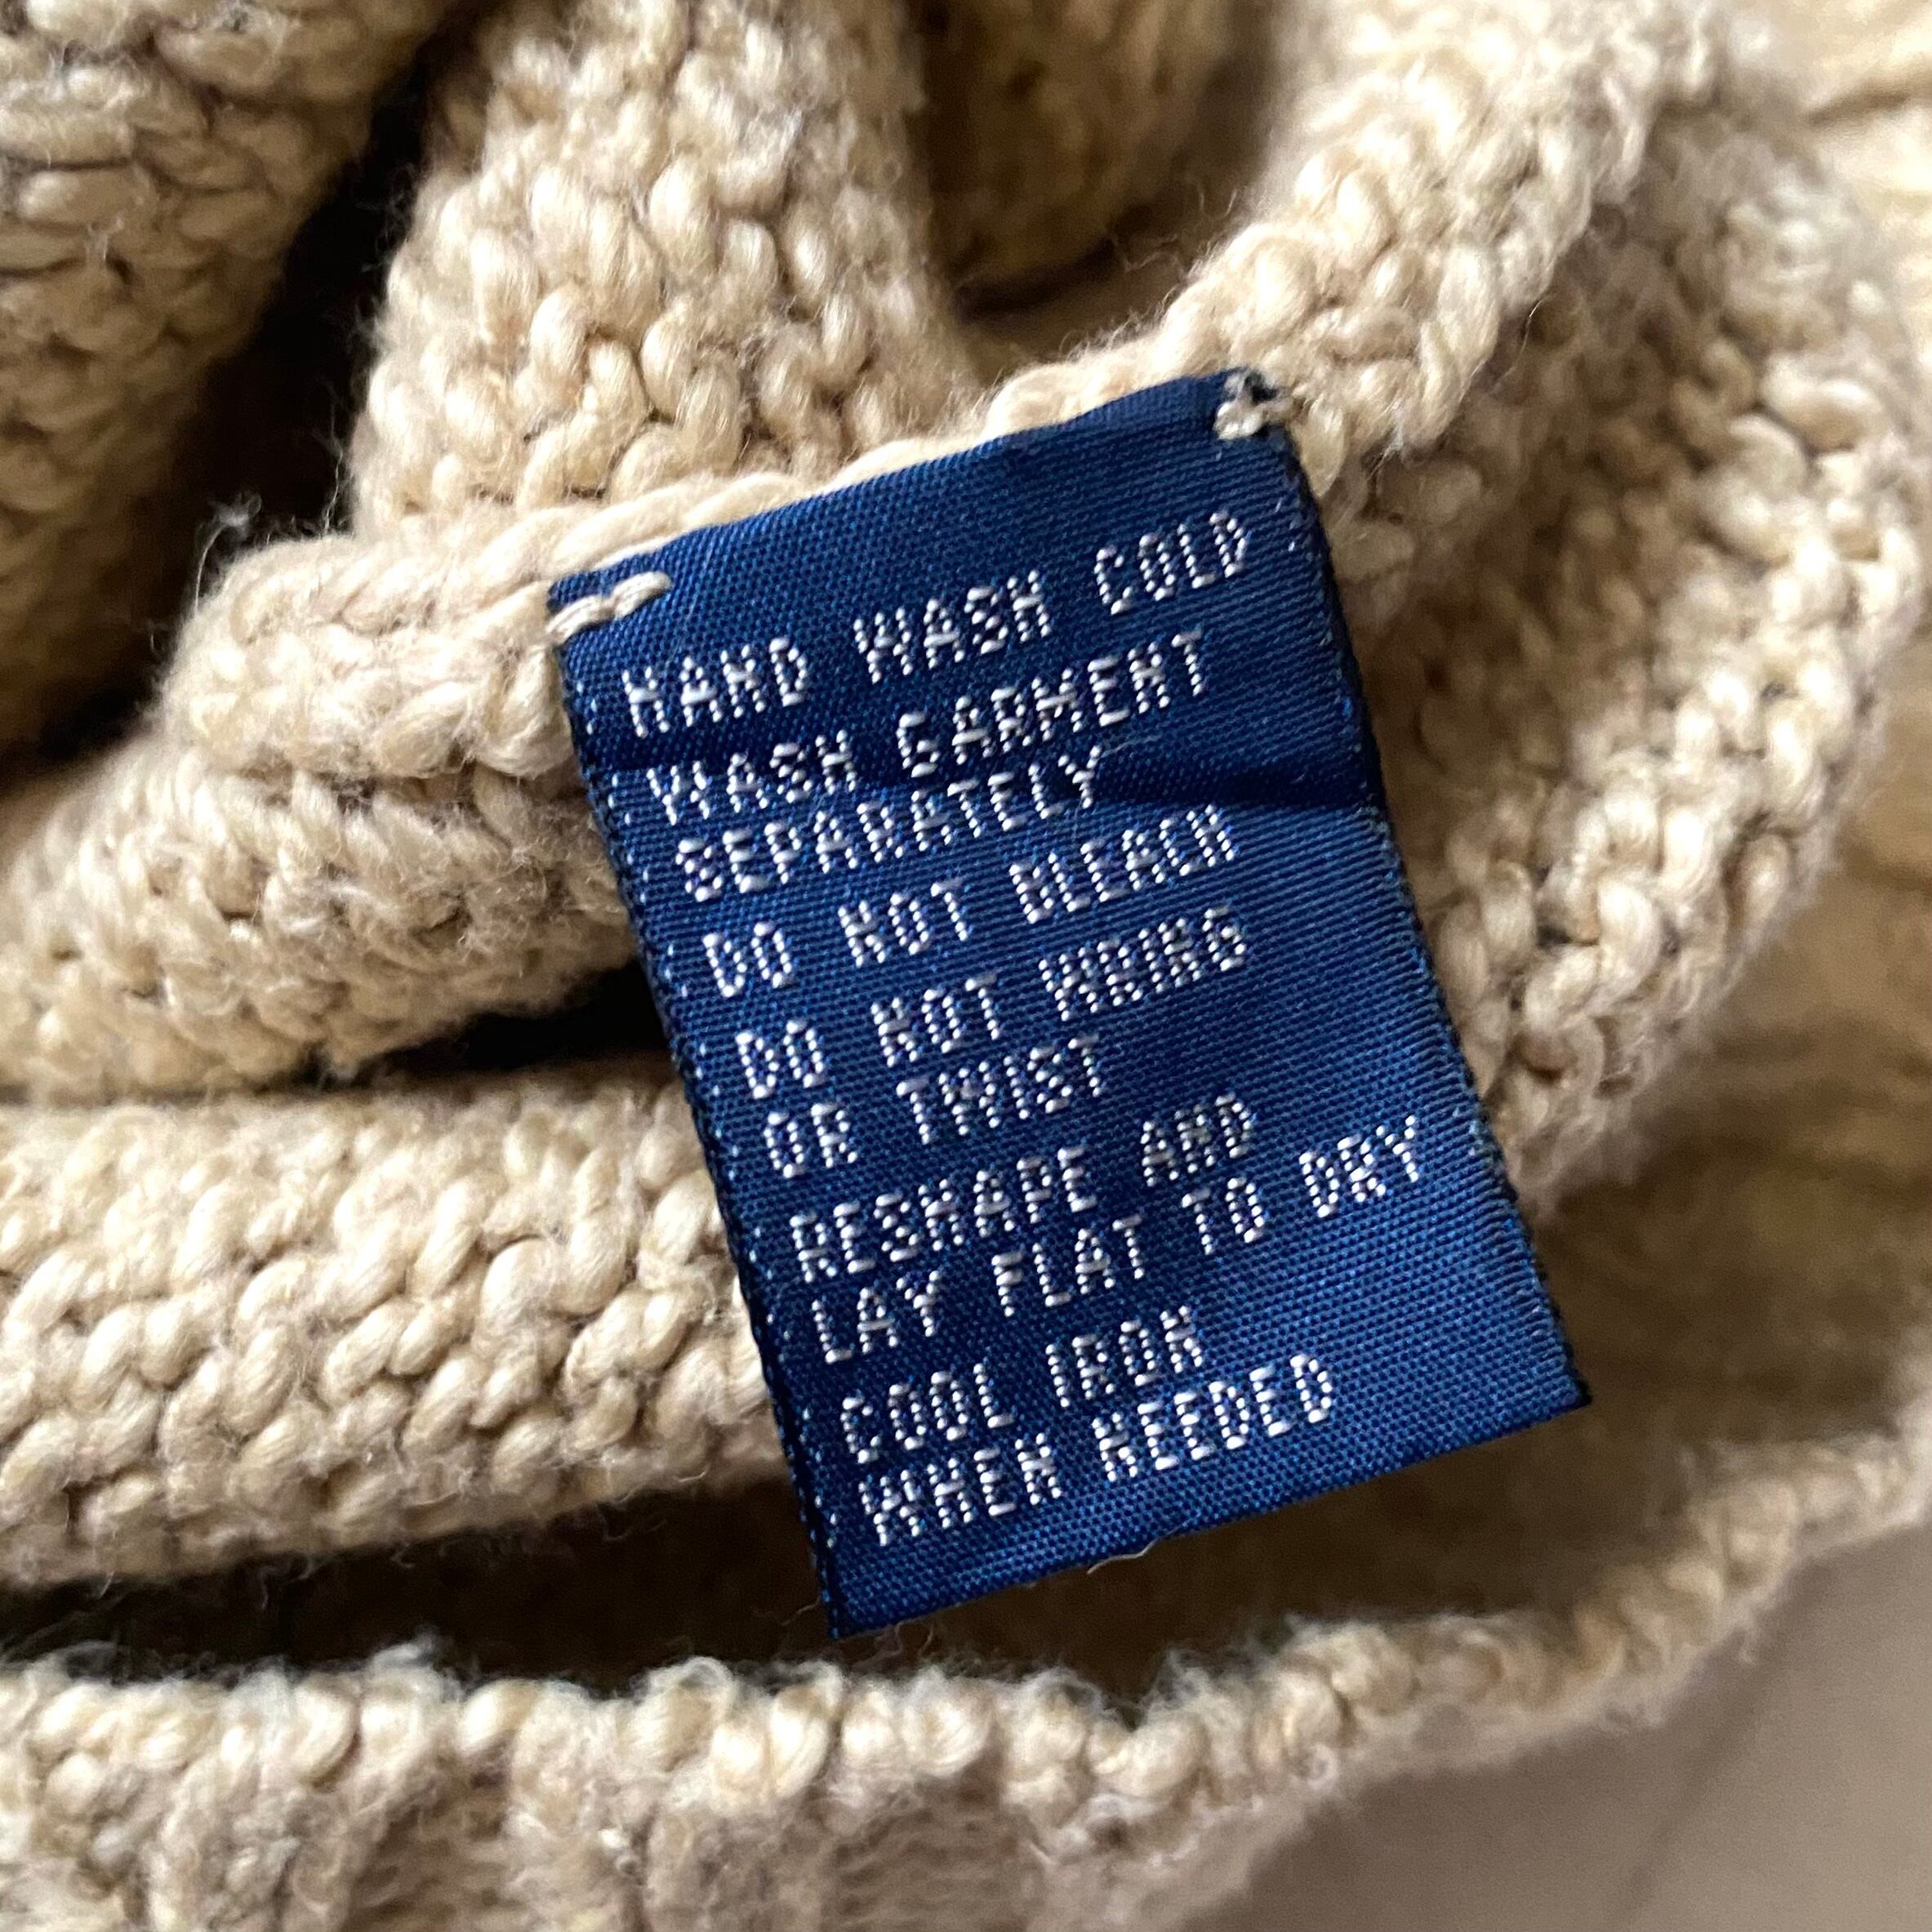 HAND WASH COLD
WASH GARMENT
SEPARATELY
DO NOT BLEACH
DO NOT WRING
OR TWIST
RESHAPE AND
LAY FLAT TO DRY
COOL IRON
WHEN NEEDED